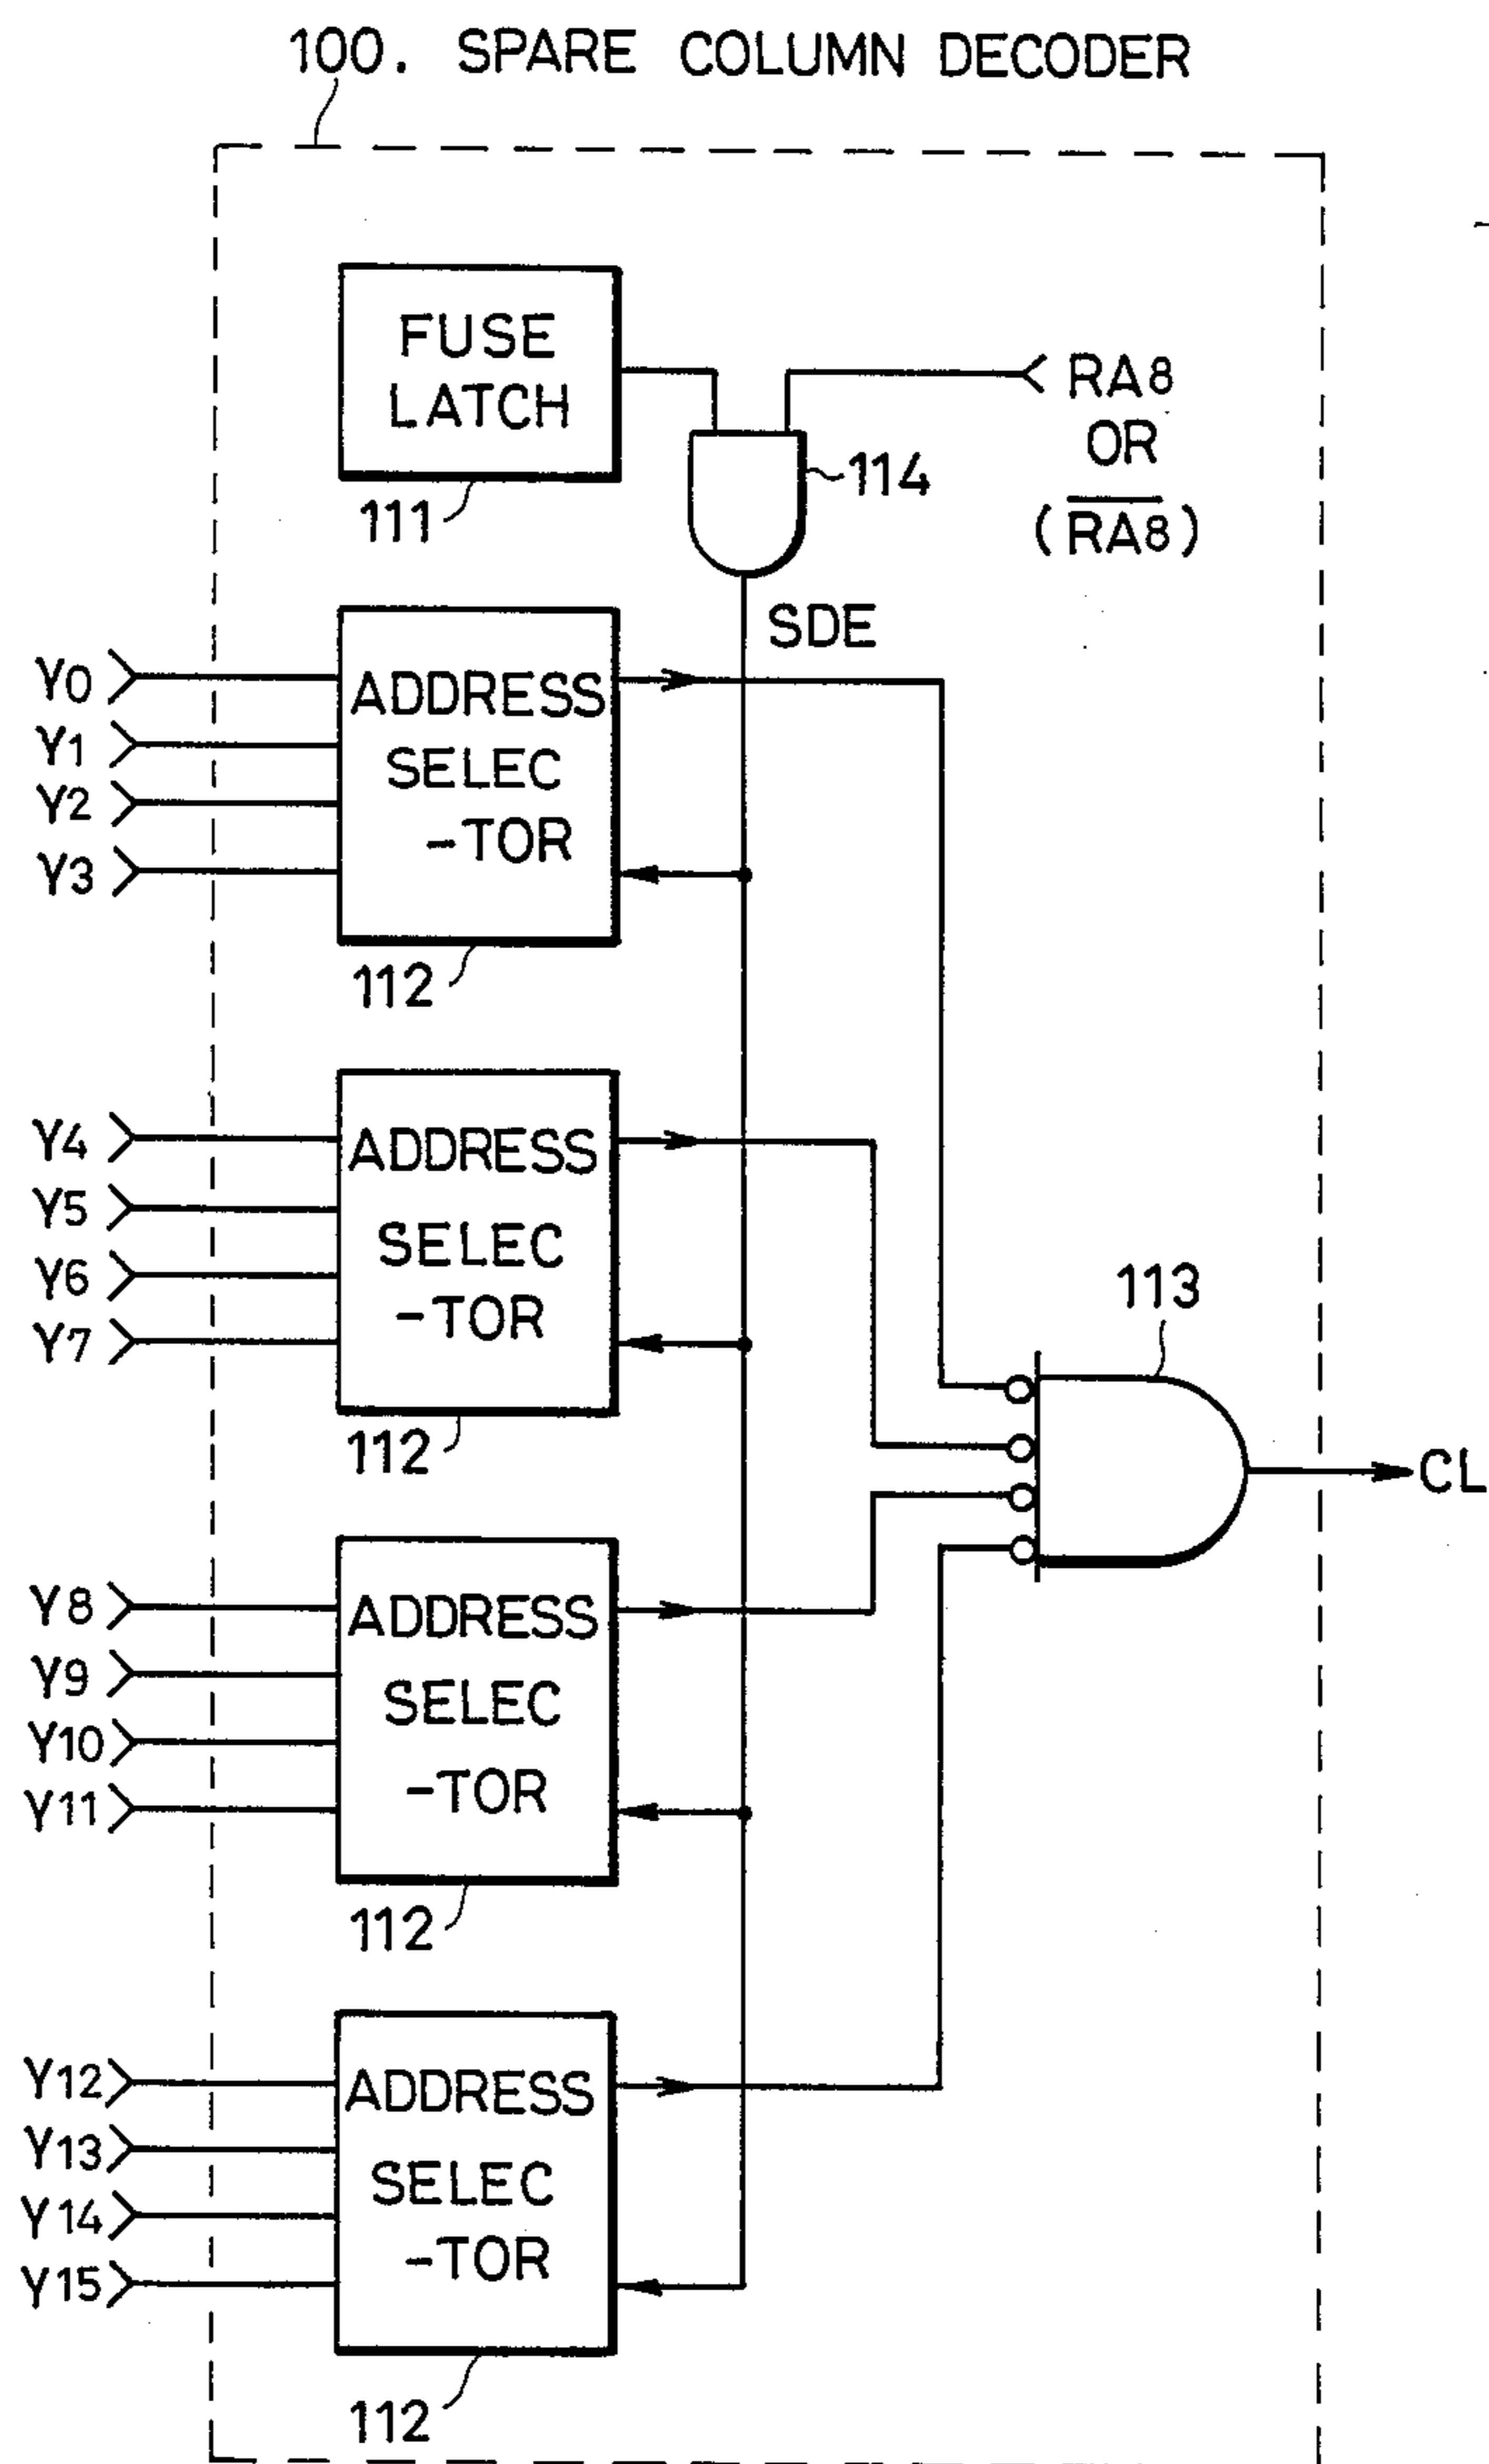 100. SPARE COLUMN DECODER
FUSE
LATCH
111
RA8
OR
(R̅A̅8̅)
114
SDE
Y0
Y1
Y2
Y3
ADDRESS
SELEC
-TOR
112
Y4
Y5
Y6
Y7
ADDRESS
SELEC
-TOR
112
113
CL
Y8
Y9
Y10
Y11
ADDRESS
SELEC
-TOR
112
Y12
Y13
Y14
Y15
ADDRESS
SELEC
-TOR
112